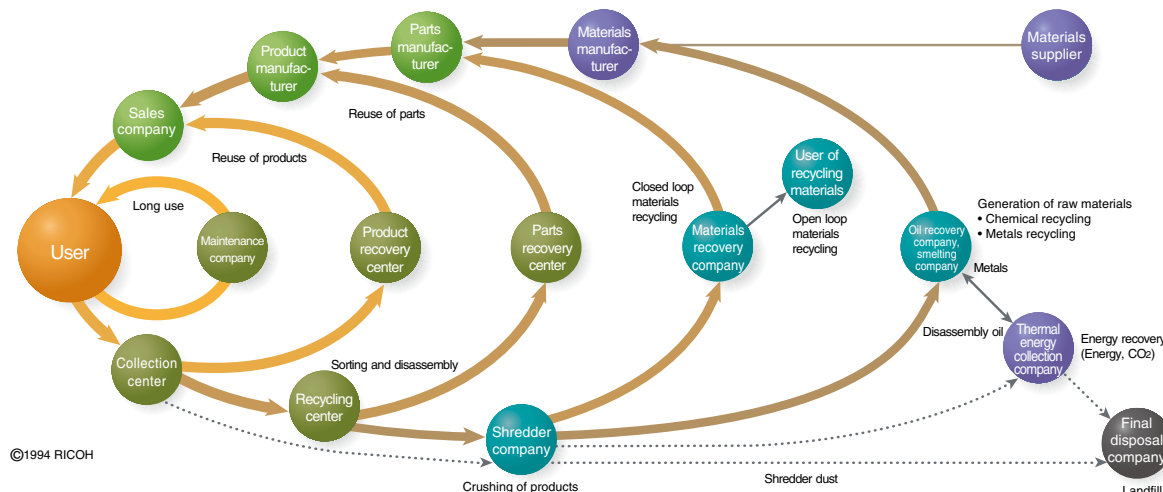 Parts
manufac-
turer
Materials
manufac-
turer
Materials
supplier
Product
manufac-
turer
Sales
company
Reuse of parts
Reuse of products
Long use
User
Maintenance
company
Product
recovery
center
Parts
recovery
center
Closed loop
materials
recycling
User of
recycling
materials
Open loop
materials
recycling
Materials
recovery
company
Oil recovery
company,
smelting
company
Generation of raw materials
• Chemical recycling
• Metals recycling
Metals
Disassembly oil
Thermal
energy
collection
company
Energy recovery
(Energy, CO2)
Collection
center
Sorting and disassembly
Recycling
center
Shredder
company
Crushing of products
Shredder dust
Final
disposal
company
Landfill
©1994 RICOH